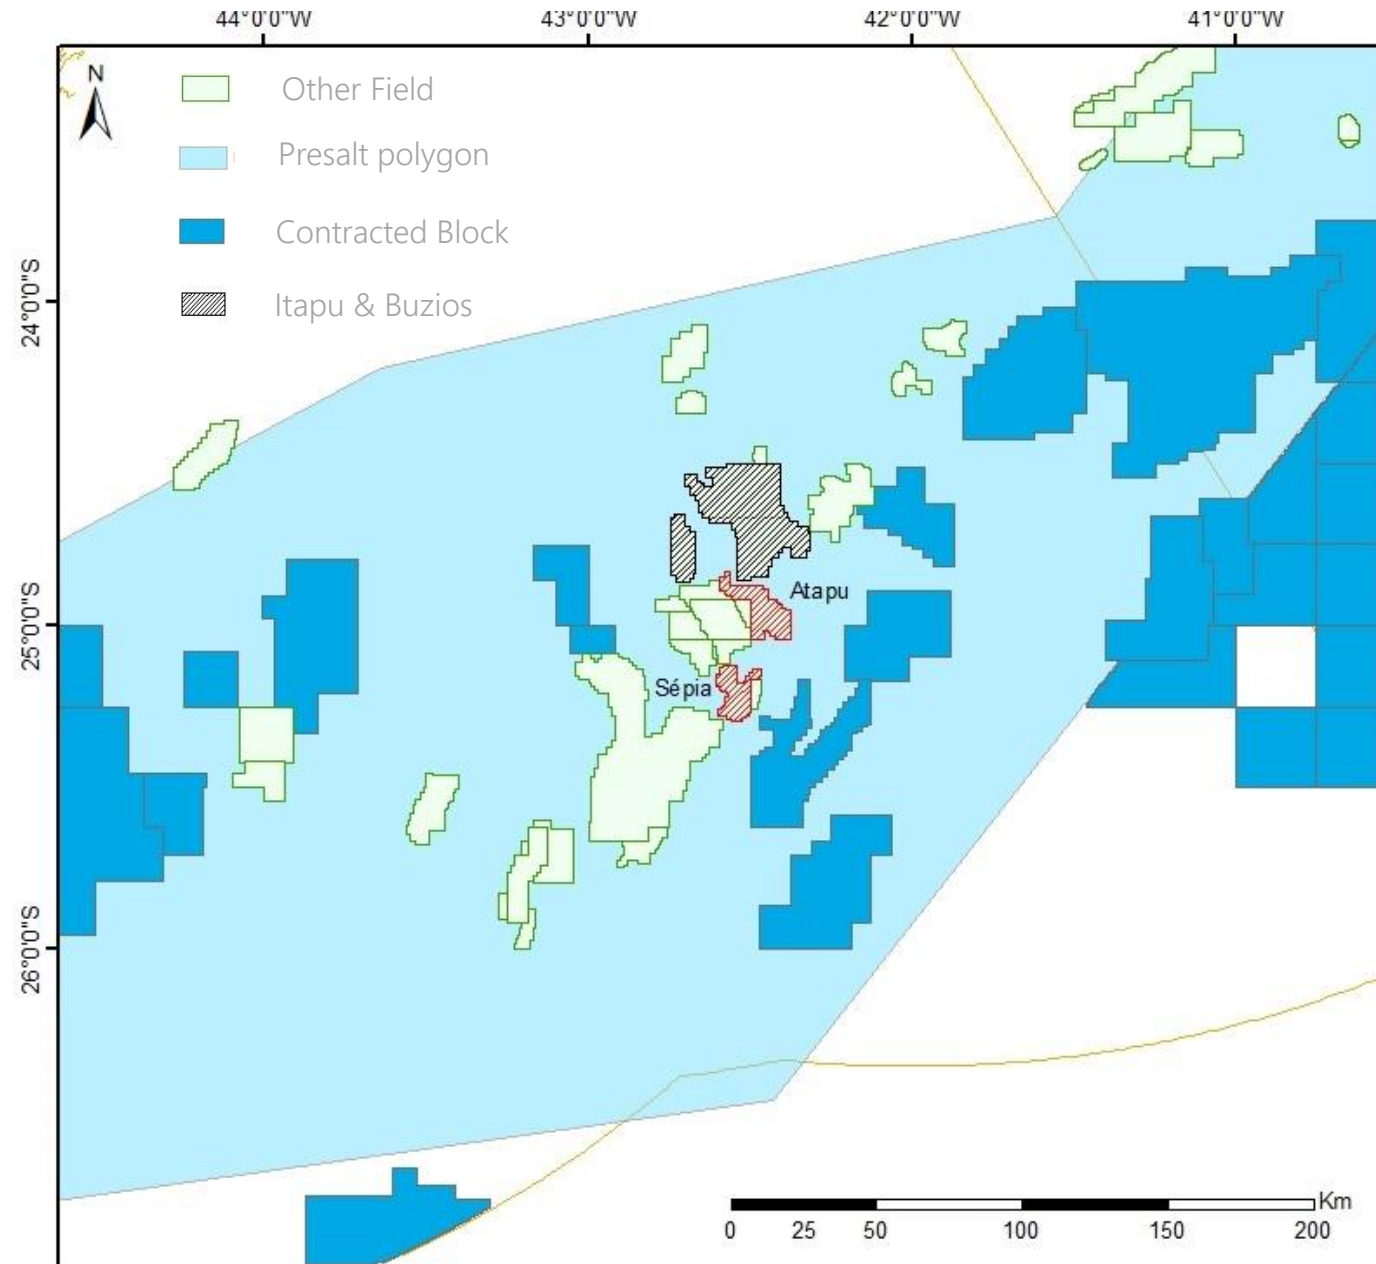 44°0'0"W 43°0'0"W 42°0'0"W 41°0'0"W
N
Other Field
Presalt polygon
Contracted Block
Itapu & Buzios
24°0'0"S
25°0'0"S
26°0'0"S
Atapu
Sépia
Km
0 25 50 100 150 200